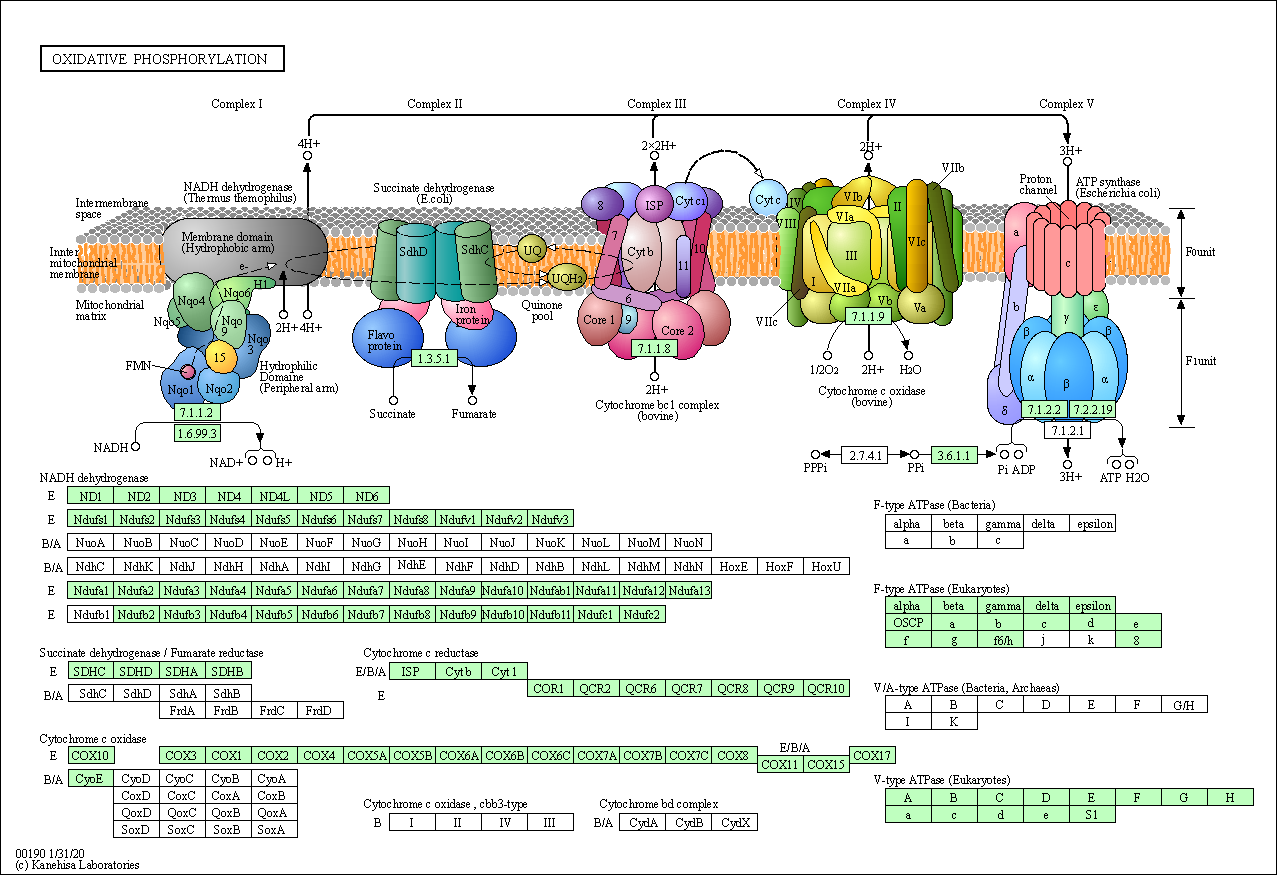 OXIDATIVE PHOSPHORYLATION
Complex I
Complex II
Complex III
Complex IV
Complex V
4H+
2×2H+
2H+
3H+
NADH dehydrogenase
(Thermus themophilus)
Succinate dehydrogenase
(E.coli)
Intermembrane
space
Innter
mitochondrial
membrane
Mitochondrial
matrix
Membrane domain
(Hydrophobic arm)
e-
H1
Nqo4
Nqo6
Nqo5
Nqo
9
Nqo
3
15
FMN
Nqo1
Nqo2
2H+
4H+
Hydrophilic
Domaine
(Peripheral arm)
7.1.1.2
1.6.99.3
NADH
NAD+
H+
SdhD
SdhC
Flavo
protein
Iron
protein
1.3.5.1
Succinate
Fumarate
UQ
UQH2
Quinone
pool
8
ISP
Cyt c1
7
Cyt b
10
11
6
Core 1
9
Core 2
7.1.1.8
2H+
Cytochrome bc1 complex
(bovine)
Cyt c
VIIb
IV
VIb
VIII
VIa
II
III
VIc
I
VIIa
VIIc
Vb
Va
7.1.1.9
1/2O2
2H+
H2O
Cytochrome c oxidase
(bovine)
Proton
channel
ATP synthase
(Escherichia coli)
a
c
b
γ
ε
β
β
α
β
α
δ
7.1.2.2
7.2.2.19
7.1.2.1
F0unit
F1unit
PPPi
2.7.4.1
PPi
3.6.1.1
Pi ADP
3H+
ATP H2O
NADH dehydrogenase
E ND1 ND2 ND3 ND4 ND4L ND5 ND6
E Ndufs1 Ndufs2 Ndufs3 Ndufs4 Ndufs5 Ndufs6 Ndufs7 Ndufs8 Ndufv1 Ndufv2 Ndufv3
B/A NuoA NuoB NuoC NuoD NuoE NuoF NuoG NuoH NuoI NuoJ NuoK NuoL NuoM NuoN
B/A NdhC NdhK NdhJ NdhH NdhA NdhI NdhG NdhE NdhF NdhD NdhB NdhL NdhM NdhN HoxE HoxF HoxU
E Ndufa1 Ndufa2 Ndufa3 Ndufa4 Ndufa5 Ndufa6 Ndufa7 Ndufa8 Ndufa9 Ndufa10 Ndufab1 Ndufa11 Ndufa12 Ndufa13
E Ndufb1 Ndufb2 Ndufb3 Ndufb4 Ndufb5 Ndufb6 Ndufb7 Ndufb8 Ndufb9 Ndufb10 Ndufb11 Ndufc1 Ndufc2
Succinate dehydrogenase / Fumarate reductase
E SDHC SDHD SDHA SDHB
B/A SdhC SdhD SdhA SdhB
FrdA FrdB FrdC FrdD
Cytochrome c reductase
E/B/A ISP Cyt b Cyt 1
E COR1 QCR2 QCR6 QCR7 QCR8 QCR9 QCR10
Cytochrome c oxidase
E COX10 COX3 COX1 COX2 COX4 COX5A COX5B COX6A COX6B COX6C COX7A COX7B COX7C COX8
E/B/A
COX11 COX15
COX17
B/A CyoE CyoD CyoC CyoB CyoA
CoxD CoxC CoxA CoxB
QoxD QoxC QoxB QoxA
SoxD SoxC SoxB SoxA
Cytochrome c oxidase , cbb3-type
B I II IV III
Cytochrome bd complex
B/A CydA CydB CydX
F-type ATPase (Bacteria)
alpha beta gamma delta epsilon
a b c
F-type ATPase (Eukaryotes)
alpha beta gamma delta epsilon
OSCP a b c d e
f g f6/h j k 8
V/A-type ATPase (Bacteria, Archaeas)
A B C D E F G/H
I K
V-type ATPase (Eukaryotes)
A B C D E F G H
a c d e S1
00190 1/31/20
(c) Kanehisa Laboratories